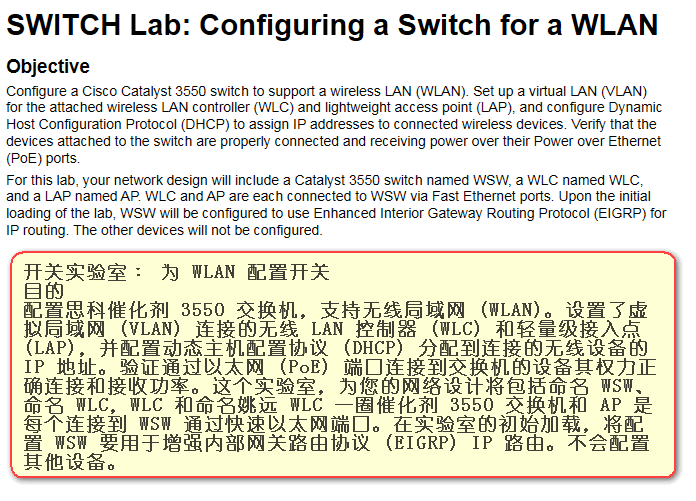 SWITCH Lab: Configuring a Switch for a WLAN
Objective
Configure a Cisco Catalyst 3550 switch to support a wireless LAN (WLAN). Set up a virtual LAN (VLAN)
for the attached wireless LAN controller (WLC) and lightweight access point (LAP), and configure Dynamic
Host Configuration Protocol (DHCP) to assign IP addresses to connected wireless devices. Verify that the
devices attached to the switch are properly connected and receiving power over their Power over Ethernet
(PoE) ports.
For this lab, your network design will include a Catalyst 3550 switch named WSW, a WLC named WLC,
and a LAP named AP. WLC and AP are each connected to WSW via Fast Ethernet ports. Upon the initial
loading of the lab, WSW will be configured to use Enhanced Interior Gateway Routing Protocol (EIGRP) for
IP routing. The other devices will not be configured.
开关实验室： 为 WLAN 配置开关
目的
配置思科催化剂 3550 交换机，支持无线局域网 (WLAN)。设置了虚
拟局域网 (VLAN) 连接的无线 LAN 控制器 (WLC) 和轻量级接入点
(LAP)，并配置动态主机配置协议 (DHCP) 分配到连接的无线设备的
IP 地址。验证通过以太网 (PoE) 端口连接到交换机的设备其权力正
确连接和接收功率。这个实验室，为您的网络设计将包括命名 WSW、
命名 WLC，WLC 和命名姚远 WLC 一圈催化剂 3550 交换机和 AP 是
每个连接到 WSW 通过快速以太网端口。在实验室的初始加载，将配
置 WSW 要用于增强内部网关路由协议 (EIGRP) IP 路由。不会配置
其他设备。